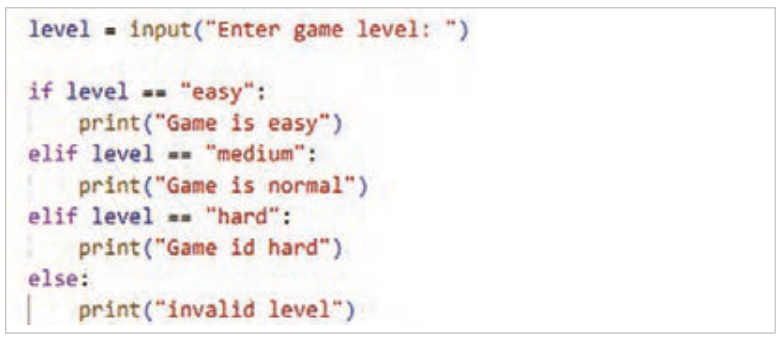 level = input("Enter game level: ")
if level == "easy":
    print("Game is easy")
elif level == "medium":
    print("Game is normal")
elif level == "hard":
    print("Game id hard")
else:
    print("invalid level")